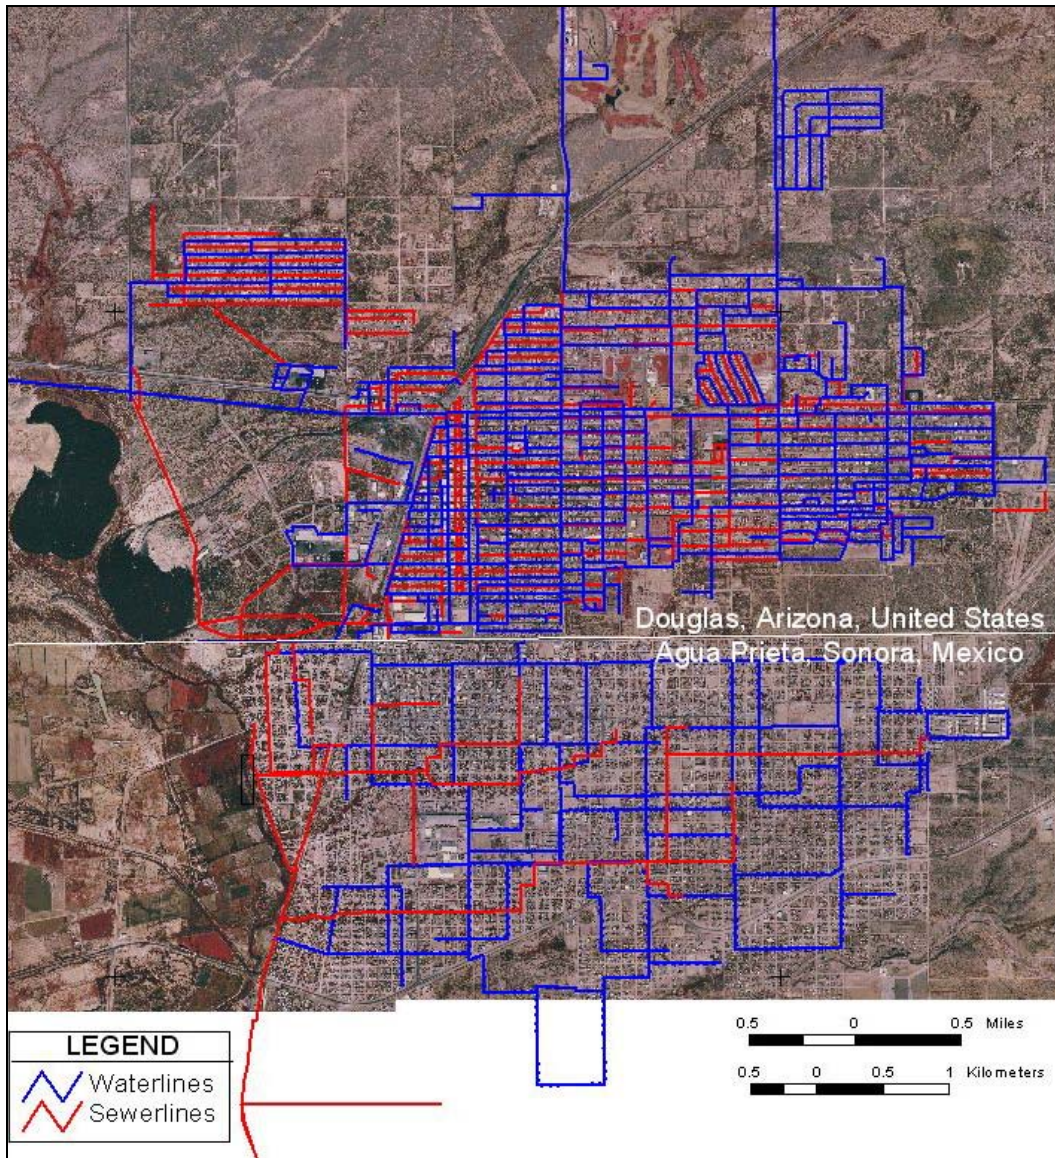 Douglas, Arizona, United States
Agua Prieta, Sonora, Mexico
LEGEND
Waterlines
Sewerlines
0.5 0 0.5 Miles
0.5 0 0.5 1 Kilometers